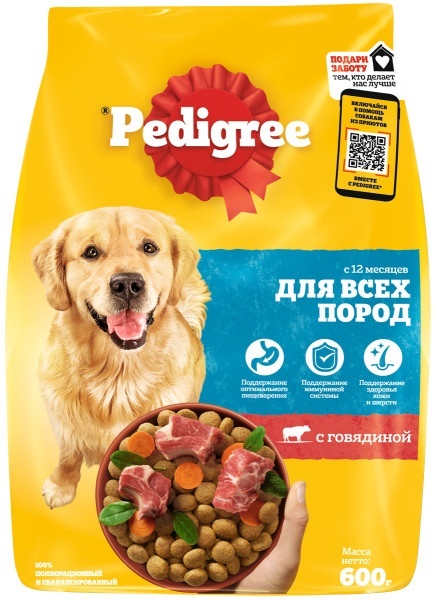 ПОДАРИ
ЗАБОТУ
тем, кто делает
нас лучше
ВКЛЮЧАЙСЯ
В ПОМОЩЬ
СОБАКАМ
ИЗ ПРИЮТОВ
ВМЕСТЕ
С PEDIGREE®
® Pedigree
с 12 месяцев
ДЛЯ ВСЕХ
ПОРОД
Поддержание
оптимального
пищеварения
Поддержание
иммунной
системы
Поддержание
здоровья
кожи
и шерсти
с говядиной
100%
ПОЛНОРАЦИОННЫЙ
И СБАЛАНСИРОВАННЫЙ
Масса
нетто:
600г